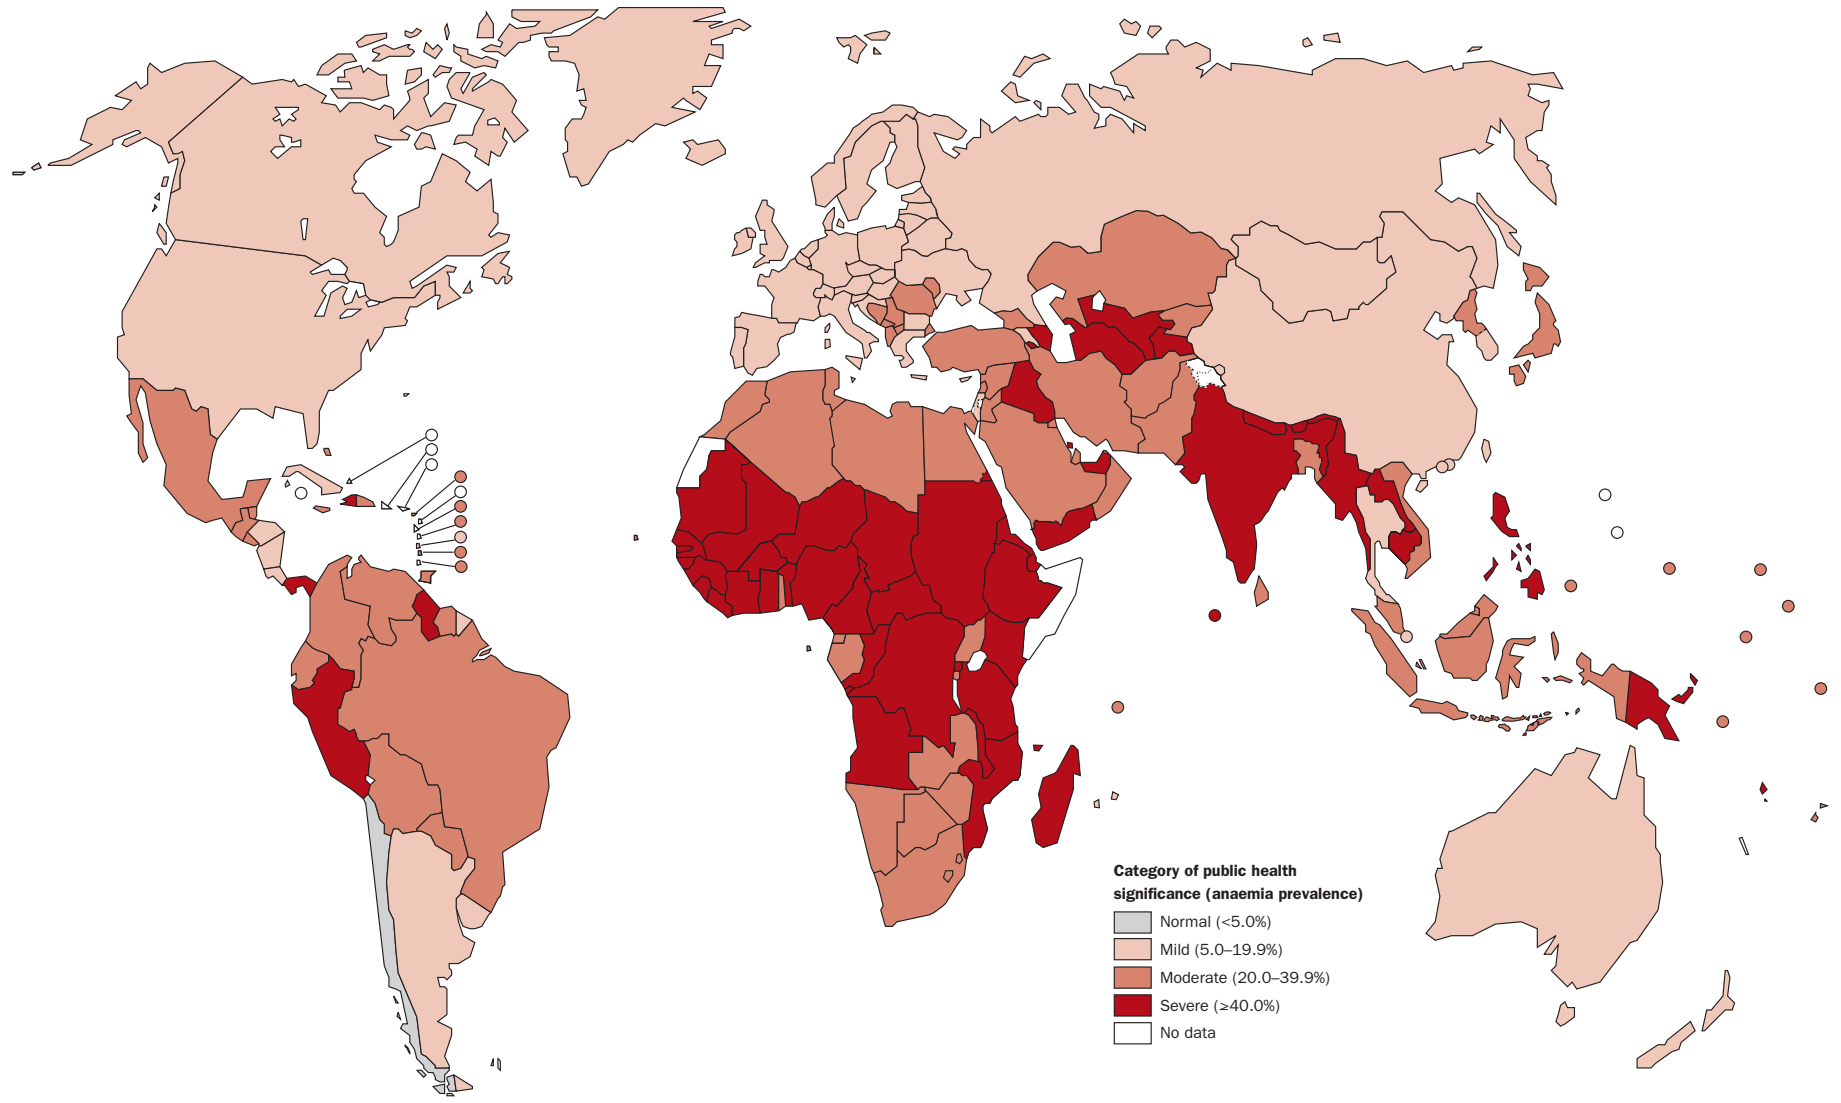 Category of public health
significance (anaemia prevalence)
Normal (<5.0%)
Mild (5.0–19.9%)
Moderate (20.0–39.9%)
Severe (≥40.0%)
No data